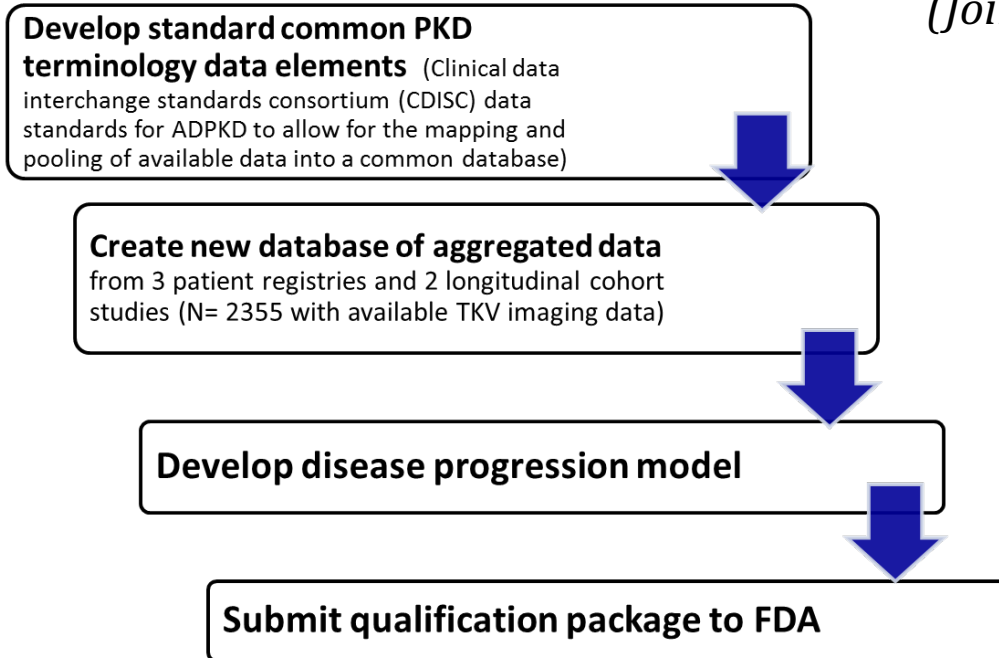 (Joi
Develop standard common PKD
terminology data elements (Clinical data
interchange standards consortium (CDISC) data
standards for ADPKD to allow for the mapping and
pooling of available data into a common database)
Create new database of aggregated data
from 3 patient registries and 2 longitudinal cohort
studies (N= 2355 with available TKV imaging data)
Develop disease progression model
Submit qualification package to FDA